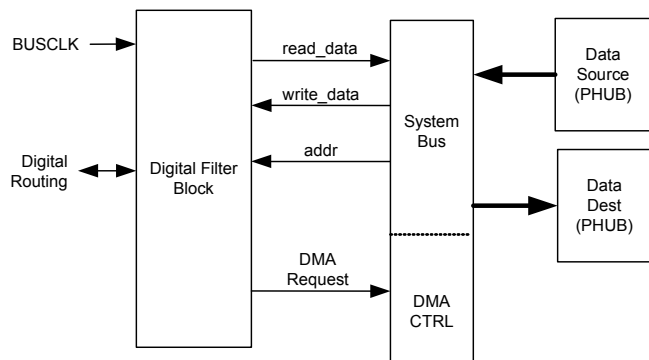 BUSCLK
Digital
Routing
Digital Filter
Block
read_data
write_data
addr
DMA
Request
System
Bus
DMA
CTRL
Data
Source
(PHUB)
Data
Dest
(PHUB)